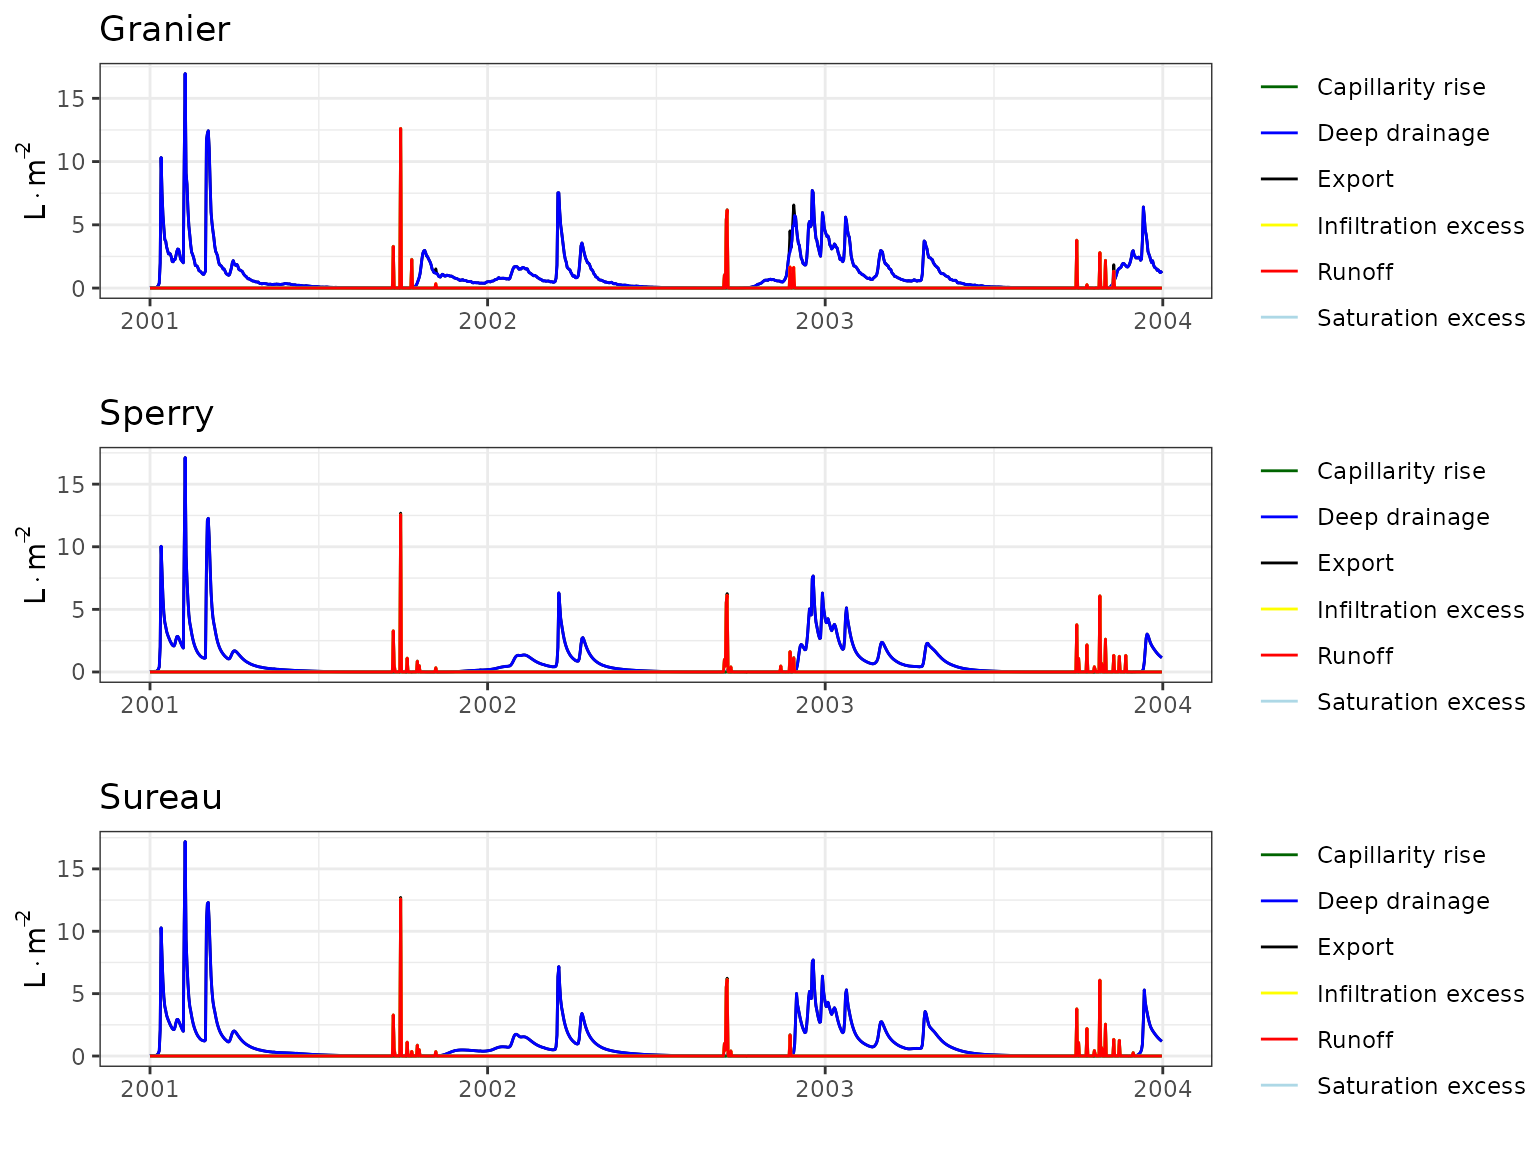 Granier
L · m⁻²
15
10
5
0
2001 2002 2003 2004
Capillarity rise
Deep drainage
Export
Infiltration excess
Runoff
Saturation excess
Sperry
L · m⁻²
15
10
5
0
2001 2002 2003 2004
Capillarity rise
Deep drainage
Export
Infiltration excess
Runoff
Saturation excess
Sureau
L · m⁻²
15
10
5
0
2001 2002 2003 2004
Capillarity rise
Deep drainage
Export
Infiltration excess
Runoff
Saturation excess